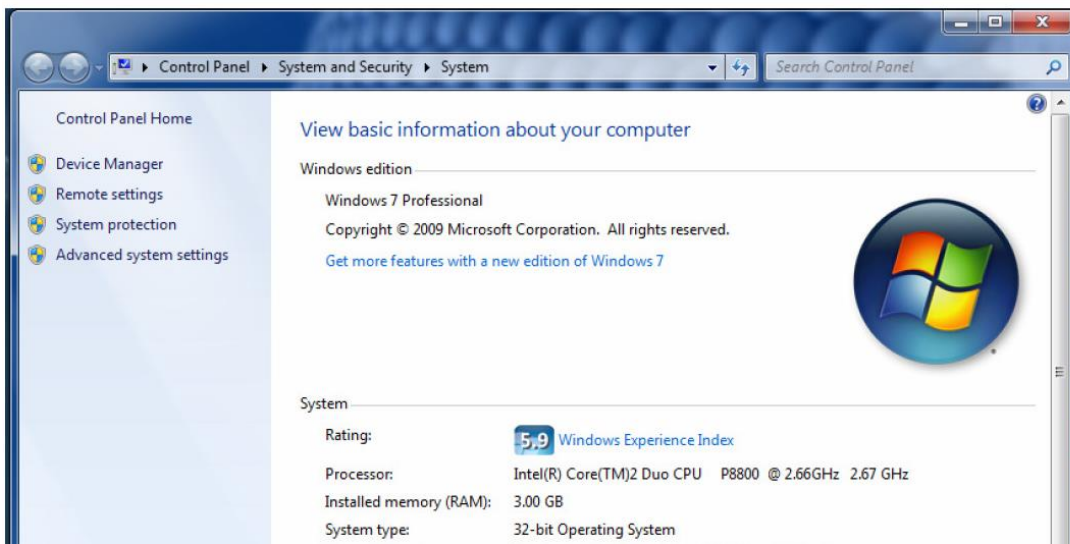 Control Panel ▸ System and Security ▸ System
Search Control Panel
Control Panel Home
Device Manager
Remote settings
System protection
Advanced system settings
View basic information about your computer
Windows edition
Windows 7 Professional
Copyright © 2009 Microsoft Corporation. All rights reserved.
Get more features with a new edition of Windows 7
System
Rating: 5,9 Windows Experience Index
Processor: Intel(R) Core(TM)2 Duo CPU P8800 @ 2.66GHz 2.67 GHz
Installed memory (RAM): 3.00 GB
System type: 32-bit Operating System